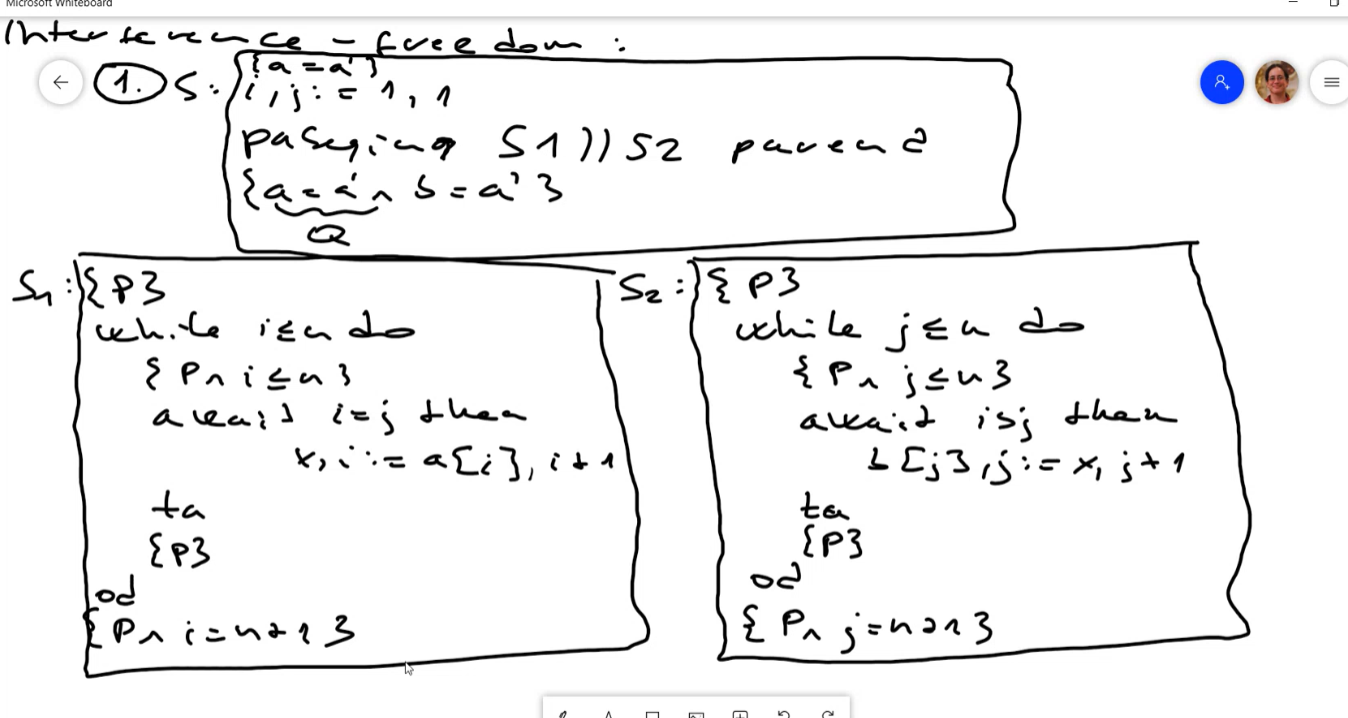 Microsoft Whiteboard
Interference - freedom :
1. S: {a = a'}
i, j := 1, 1
parbegin S1 || S2 parend
{a = a' ∧ b = a'}
Q
S1 : {P}
while i ≤ n do
{P ∧ i ≤ n}
await i = j then
x, i := a[i], i + 1
ta
{P}
od
{P ∧ i = n + 1}
S2 : {P}
while j ≤ n do
{P ∧ j ≤ n}
await i > j then
b[j], j := x, j + 1
ta
{P}
od
{P ∧ j = n + 1}